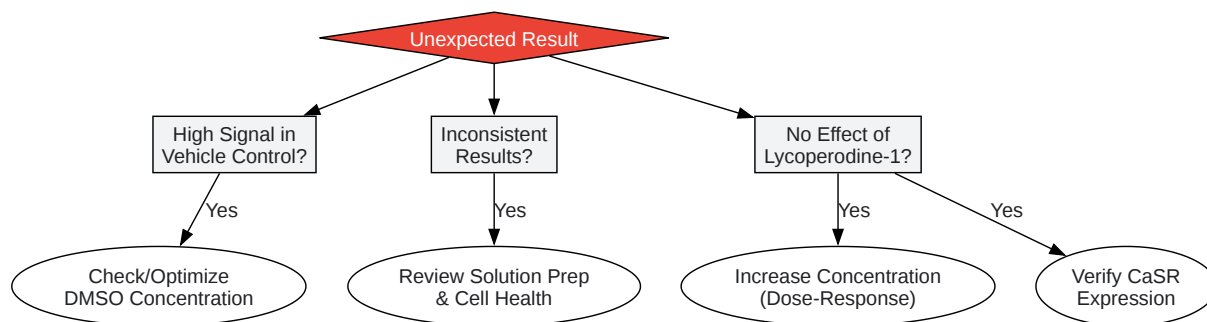 Unexpected Result
High Signal in
Vehicle Control?
Inconsistent
Results?
No Effect of
Lycoperodine-1?
Yes
Yes
Yes
Yes
Check/Optimize
DMSO Concentration
Review Solution Prep
& Cell Health
Increase Concentration
(Dose-Response)
Verify CaSR
Expression